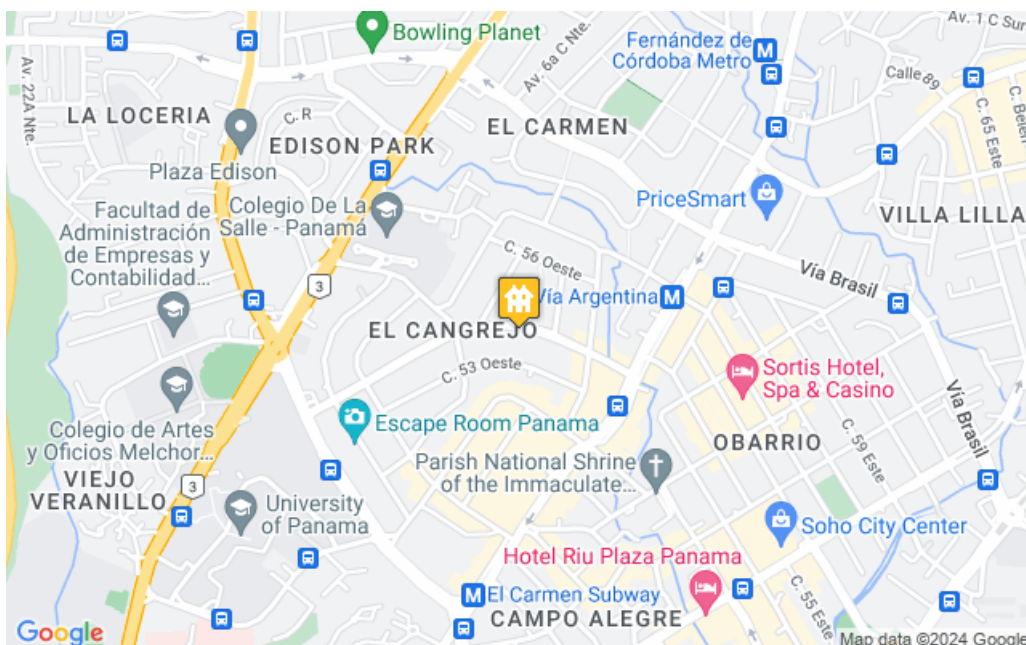 Bowling Planet
Av. 1 C Sur
Fernández de
Córdoba Metro
M
Av. 6a C Nte.
Calle 89
Av. 22A Nte.
C. 65 Este
C. Belén
LA LOCERIA
C. R
EL CARMEN
EDISON PARK
Plaza Edison
PriceSmart
Facultad de
Administración
de Empresas y
Contabilidad...
Colegio De La
Salle - Panamá
VILLA LILLA
C. 56 Oeste
Vía Brasil
3
Vía Argentina
M
EL CANGREJO
C. 53 Oeste
Sortis Hotel,
Spa & Casino
Vía Brasil
Escape Room Panama
Colegio de Artes
y Oficios Melchor...
OBARRIO
C. 59 Este
Parish National Shrine
of the Immaculate...
VIEJO
VERANILLO
3
University
of Panama
Soho City Center
Hotel Riu Plaza Panama
M
El Carmen Subway
C. 55 Este
CAMPO ALEGRE
Google
Map data ©2024 Google